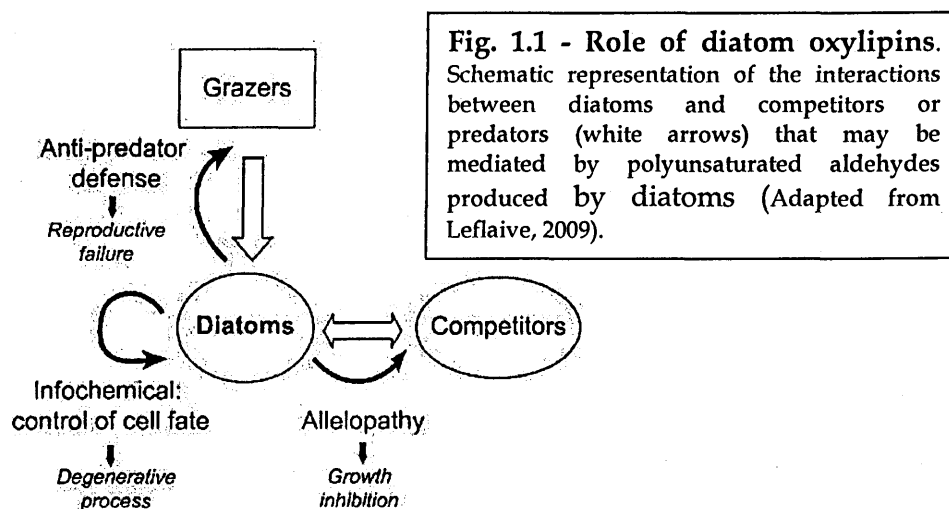 Fig. 1.1 - Role of diatom oxylipins.
Schematic representation of the interactions
between diatoms and competitors or
predators (white arrows) that may be
mediated by polyunsaturated aldehydes
produced by diatoms (Adapted from
Leflaive, 2009).
Grazers
Anti-predator
defense
Reproductive
failure
Diatoms
Competitors
Infochemical:
control of cell fate
Degenerative
process
Allelopathy
Growth
inhibition